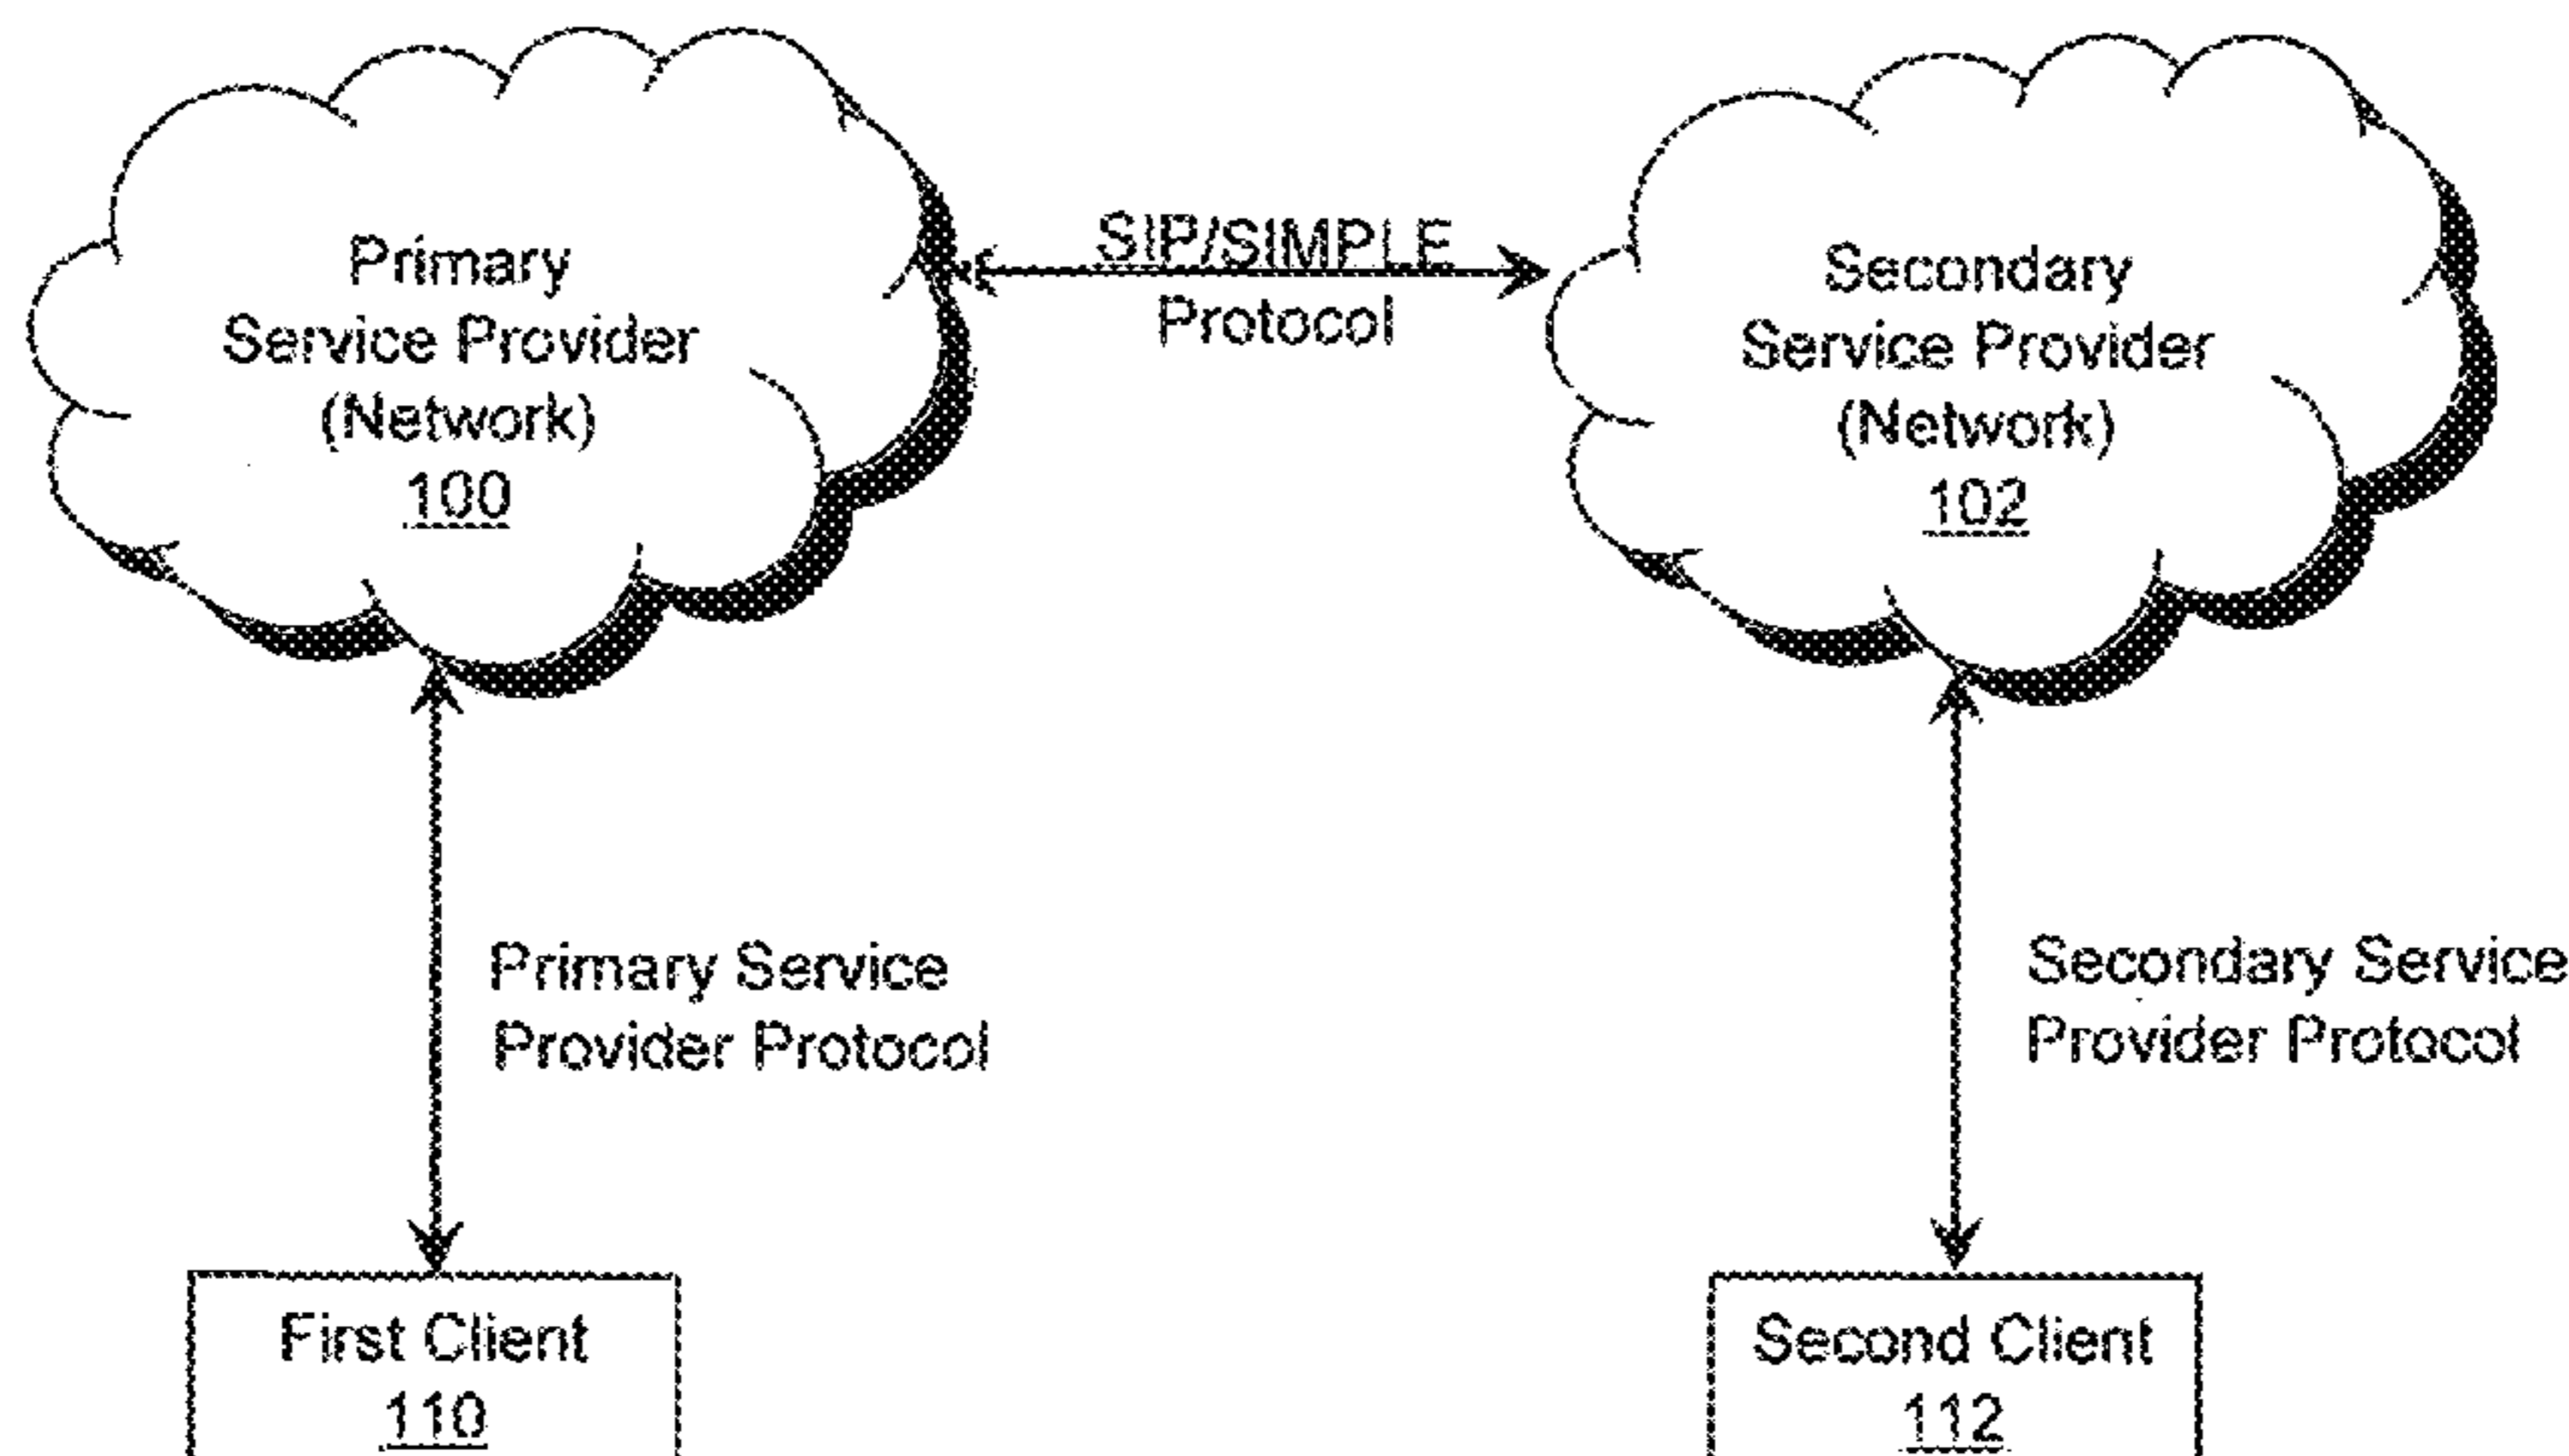 Primary
Service Provider
(Network)
100
SIP/SIMPLE
Protocol
Secondary
Service Provider
(Network)
102
Primary Service
Provider Protocol
Secondary Service
Provider Protocol
First Client
110
Second Client
112